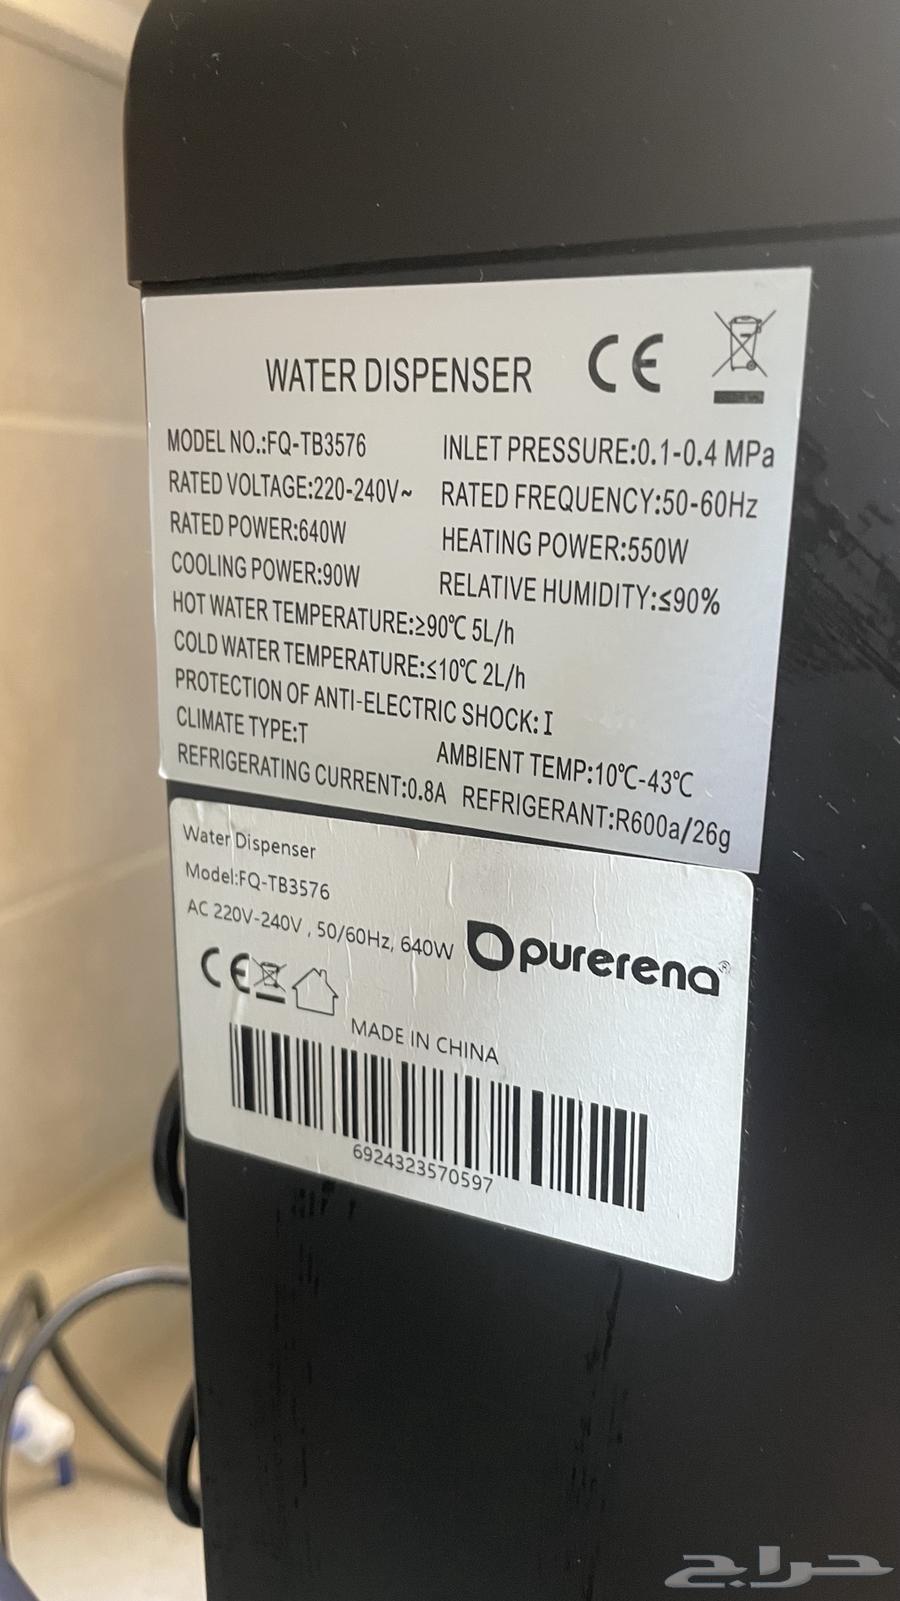 WATER DISPENSER CE
MODEL NO.:FQ-TB3576 INLET PRESSURE:0.1-0.4 MPa
RATED VOLTAGE:220-240V~ RATED FREQUENCY:50-60Hz
RATED POWER:640W HEATING POWER:550W
COOLING POWER:90W RELATIVE HUMIDITY:≤90%
HOT WATER TEMPERATURE:≥90℃ 5L/h
COLD WATER TEMPERATURE:≤10℃ 2L/h
PROTECTION OF ANTI-ELECTRIC SHOCK:I
CLIMATE TYPE:T AMBIENT TEMP:10℃-43℃
REFRIGERATING CURRENT:0.8A REFRIGERANT:R600a/26g
Water Dispenser
Model:FQ-TB3576
AC 220V-240V , 50/60Hz, 640W
purerena®
CE
MADE IN CHINA
6924323570597
حراج